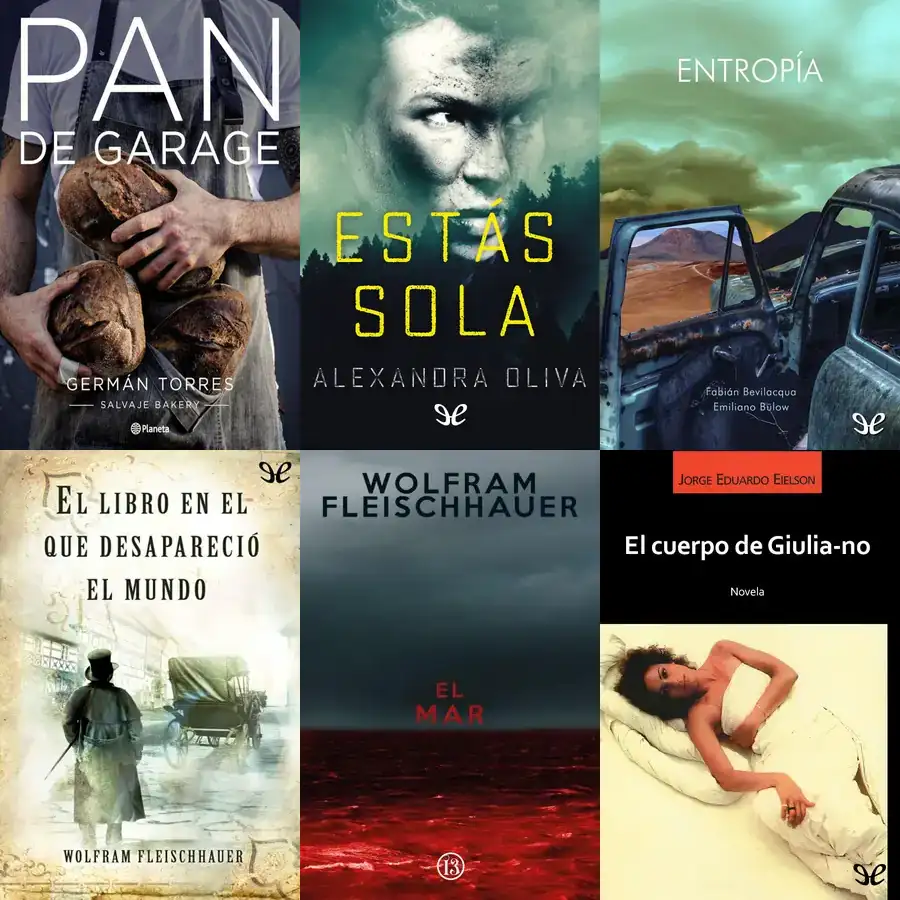 PAN
DE GARAGE
GERMÁN TORRES
SALVAJE BAKERY
Planeta
ESTÁS
SOLA
ALEXANDRA OLIVA
ENTROPÍA
Fabián Bevilacqua
Emiliano Bülow
EL LIBRO EN EL
QUE DESAPARECIÓ
EL MUNDO
WOLFRAM FLEISCHHAUER
WOLFRAM
FLEISCHHAUER
EL
MAR
13
JORGE EDUARDO EIELSON
El cuerpo de Giulia-no
Novela